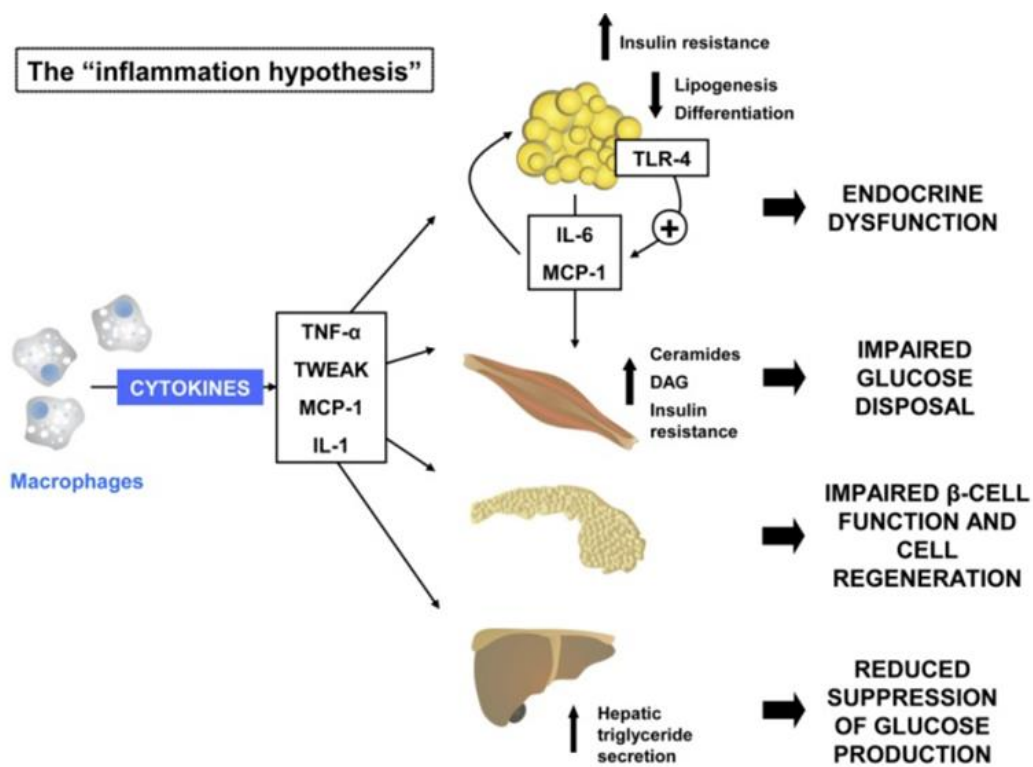 The “inflammation hypothesis”
Insulin resistance
Lipogenesis
Differentiation
TLR-4
+
IL-6
MCP-1
ENDOCRINE
DYSFUNCTION
Macrophages
CYTOKINES
TNF-α
TWEAK
MCP-1
IL-1
Ceramides
DAG
Insulin
resistance
IMPAIRED
GLUCOSE
DISPOSAL
IMPAIRED β-CELL
FUNCTION AND
CELL
REGENERATION
Hepatic
triglyceride
secretion
REDUCED
SUPPRESSION
OF GLUCOSE
PRODUCTION